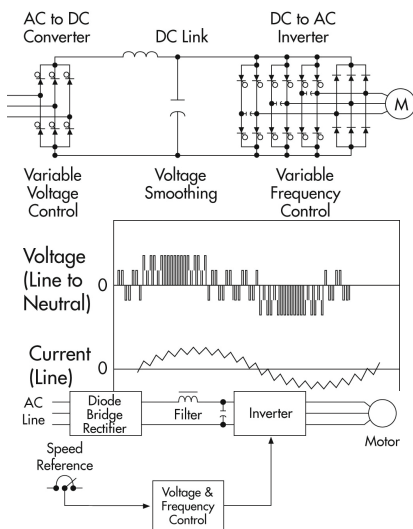 AC to DC
Converter
DC Link
DC to AC
Inverter
M
Variable
Voltage
Control
Voltage
Smoothing
Variable
Frequency
Control
Voltage
(Line to
Neutral)
0
Current
(Line)
0
AC
Line
Diode
Bridge
Rectifier
Filter
Inverter
Motor
Speed
Reference
Voltage &
Frequency
Control